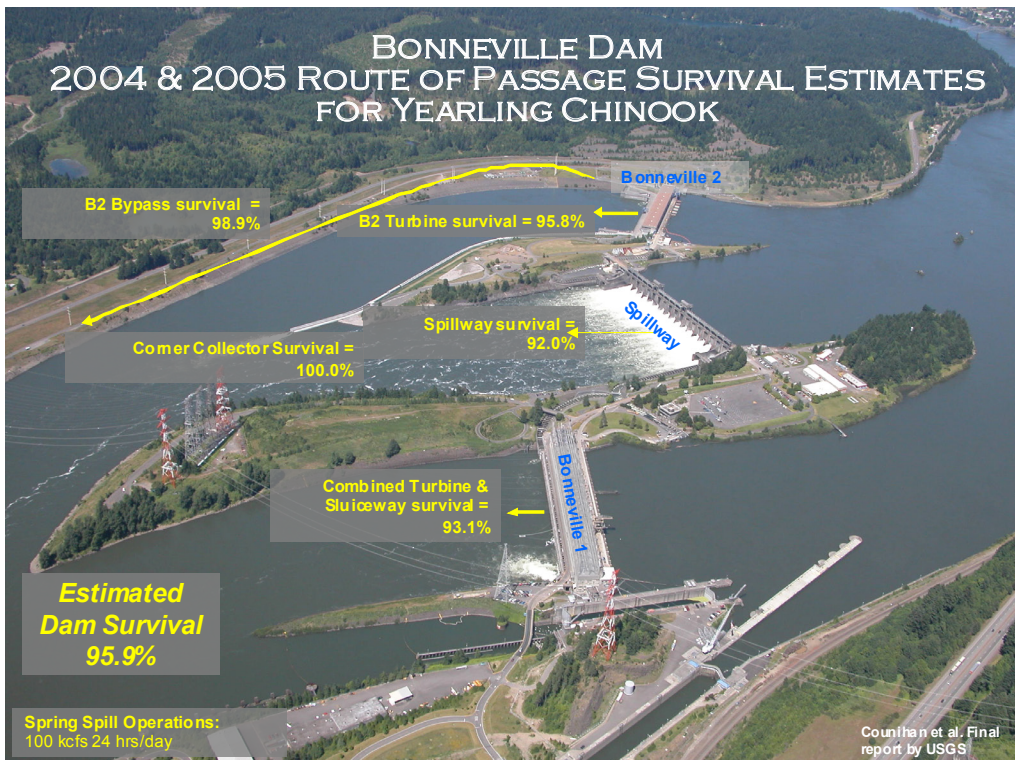 BONNEVILLE DAM
2004 & 2005 ROUTE OF PASSAGE SURVIVAL ESTIMATES
FOR YEARLING CHINOOK
Bonneville 2
B2 Bypass survival =
98.9%
B2 Turbine survival = 95.8%
Spillway survival =
92.0%
Spillway
Corner Collector Survival =
100.0%
Combined Turbine &
Sluiceway survival =
93.1%
Bonneville 1
Estimated
Dam Survival
95.9%
Spring Spill Operations:
100 kcfs 24 hrs/day
Counihan et al. Final
report by USGS